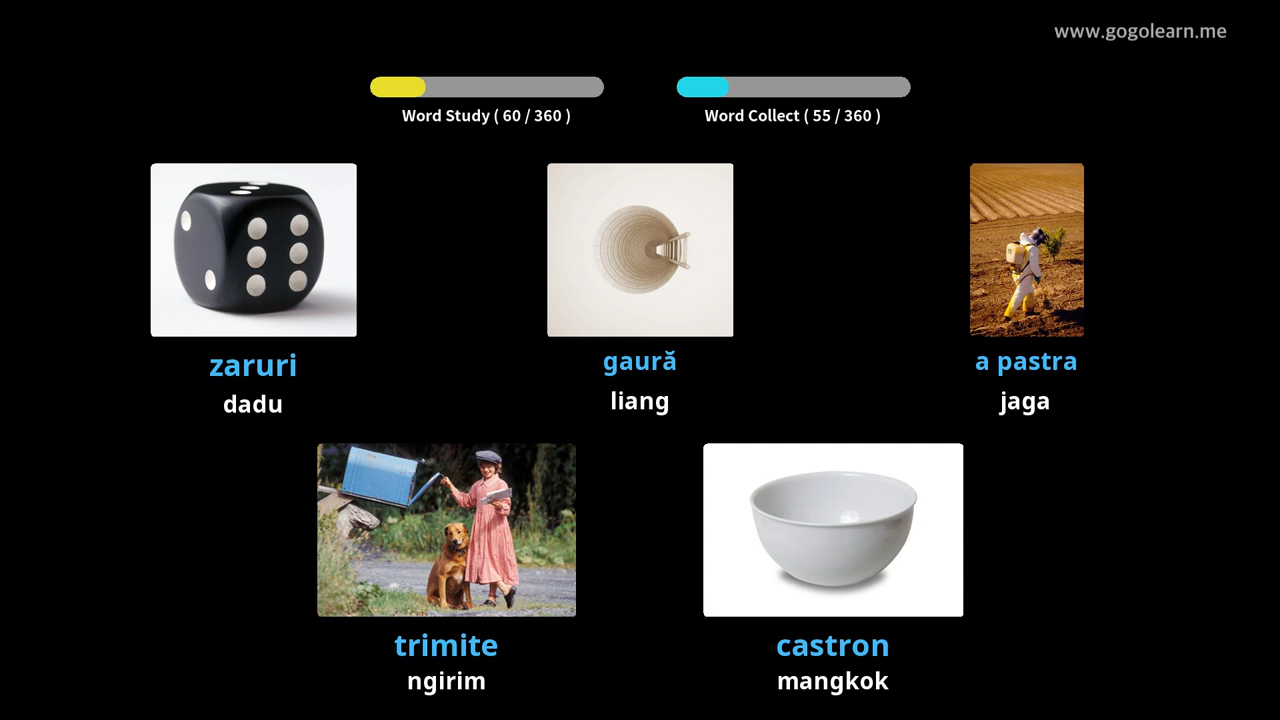 www.gogolearn.me
Word Study ( 60 / 360 )
Word Collect ( 55 / 360 )
zaruri
dadu
gaură
liang
a pastra
jaga
trimite
ngirim
castron
mangkok